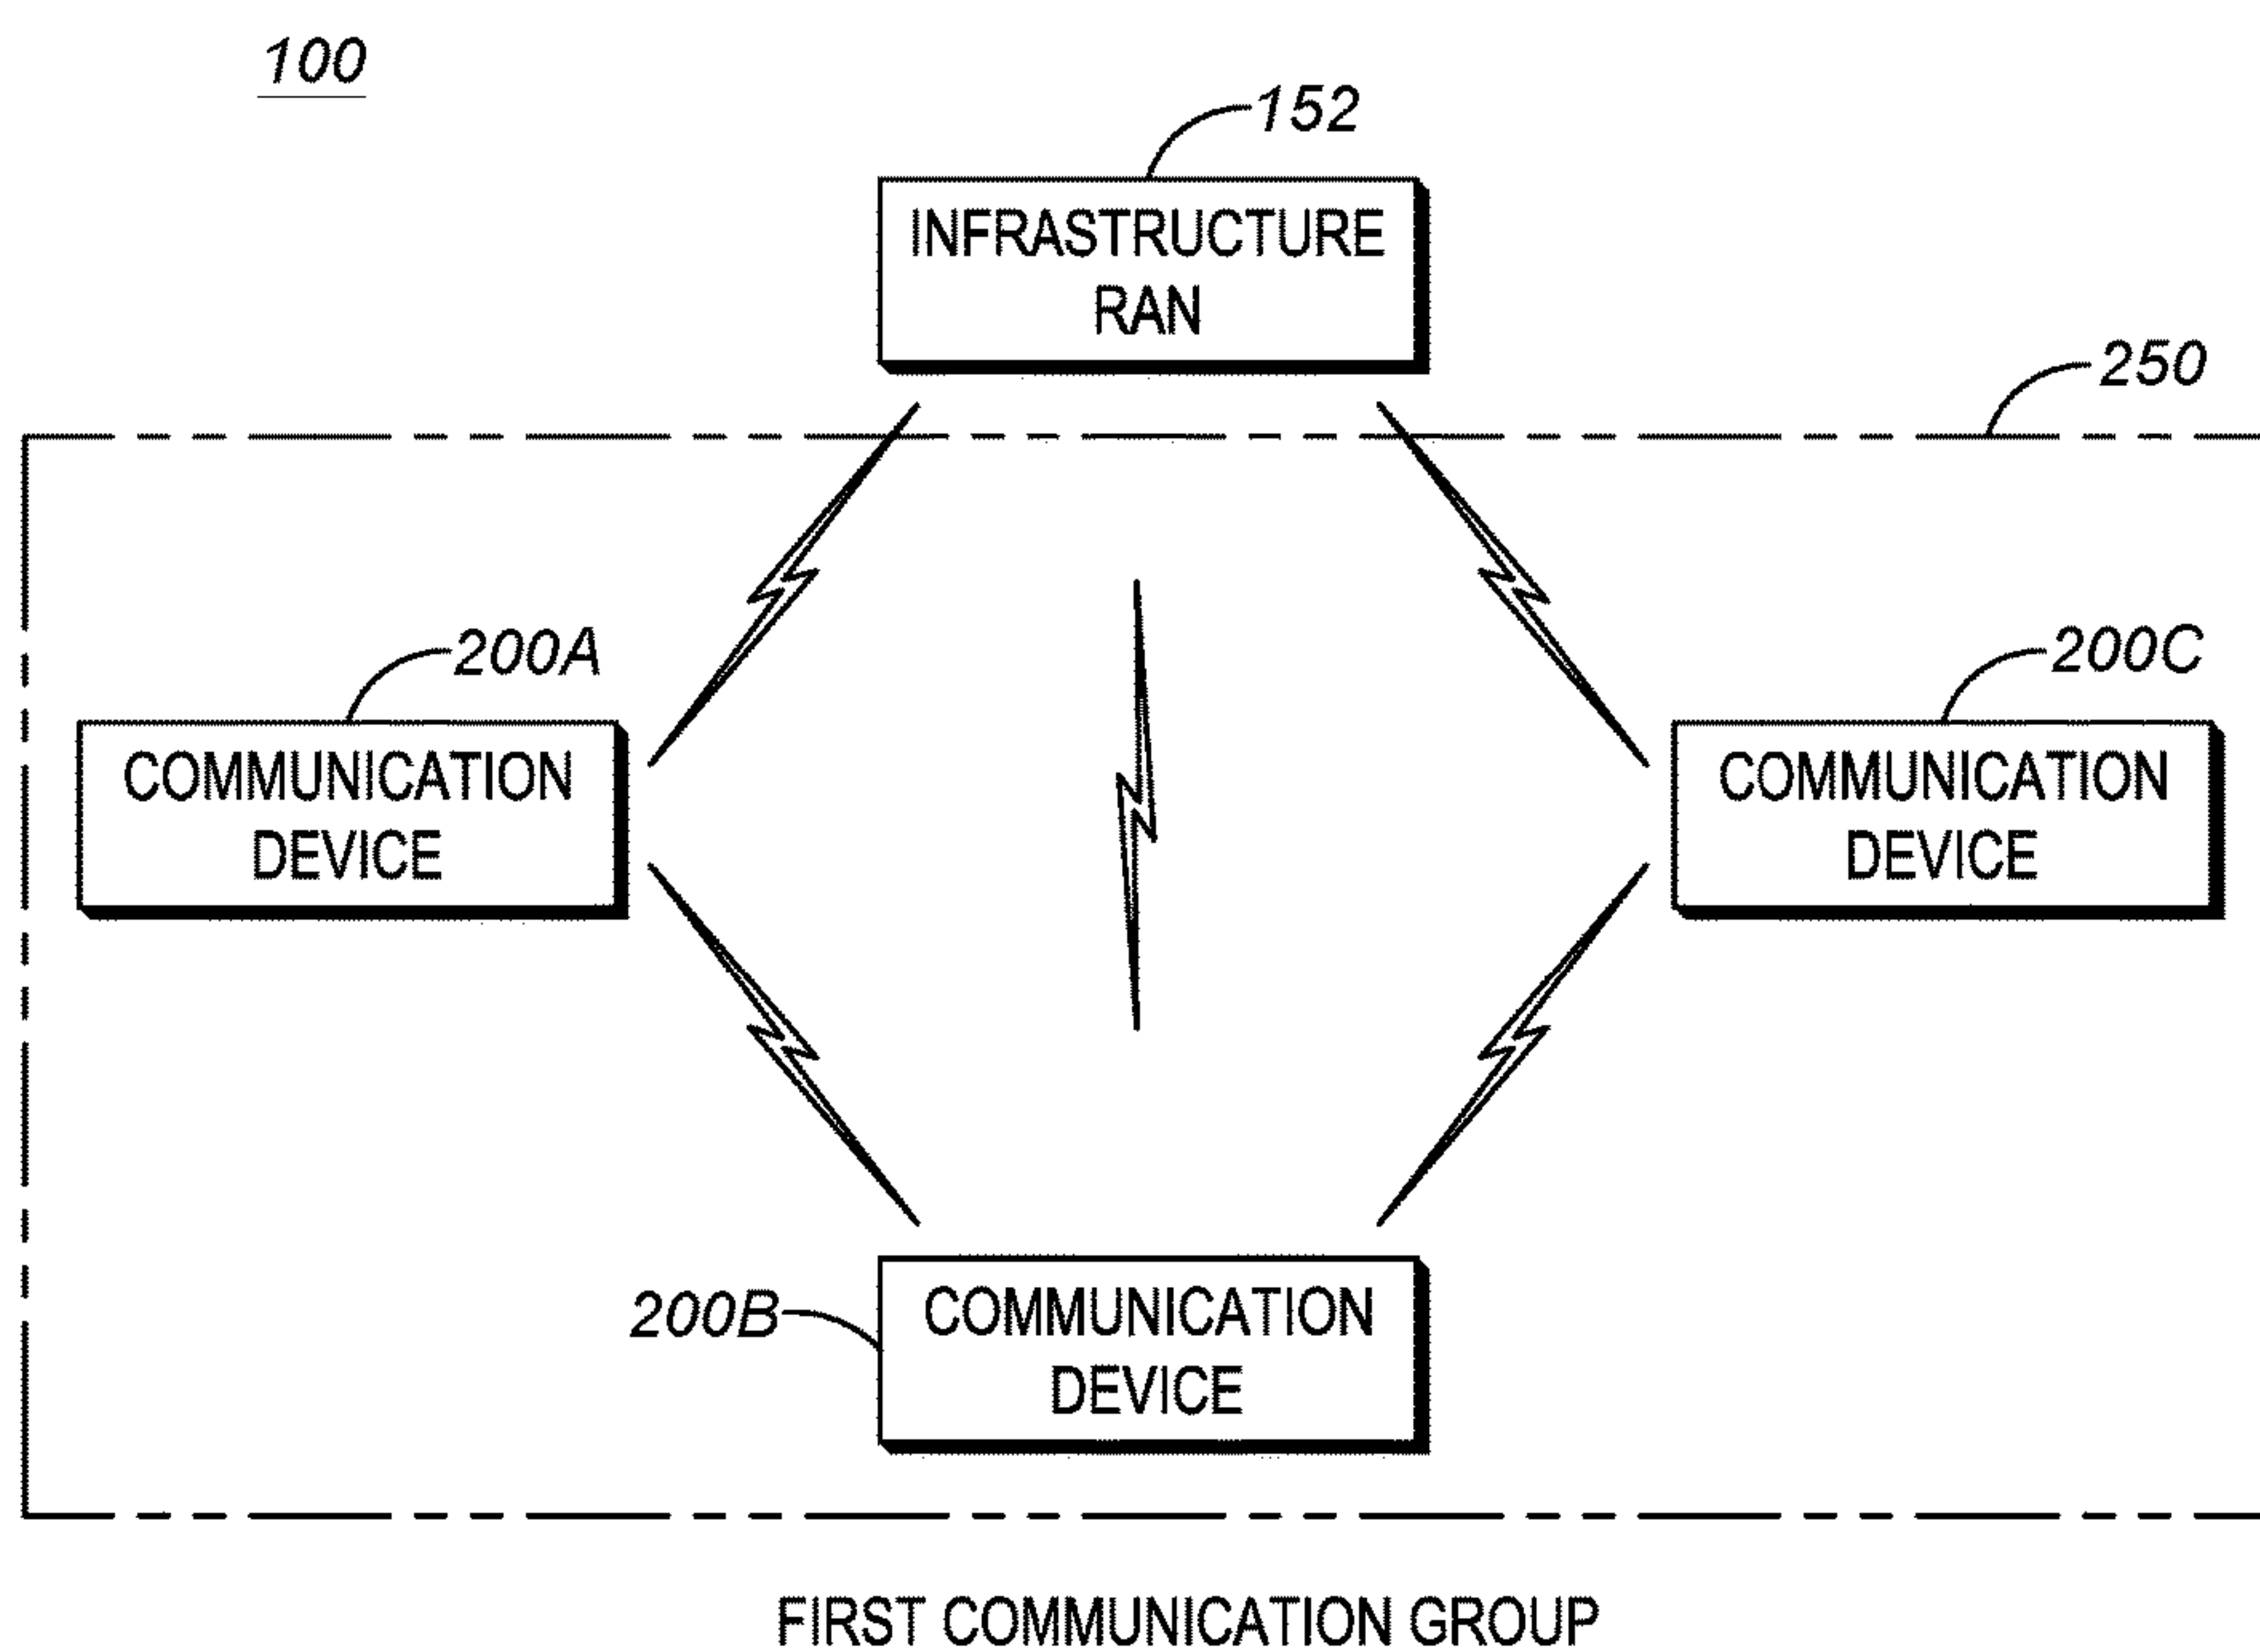 100
152
INFRASTRUCTURE
RAN
250
200A
200C
COMMUNICATION
DEVICE
COMMUNICATION
DEVICE
200B
COMMUNICATION
DEVICE
FIRST COMMUNICATION GROUP